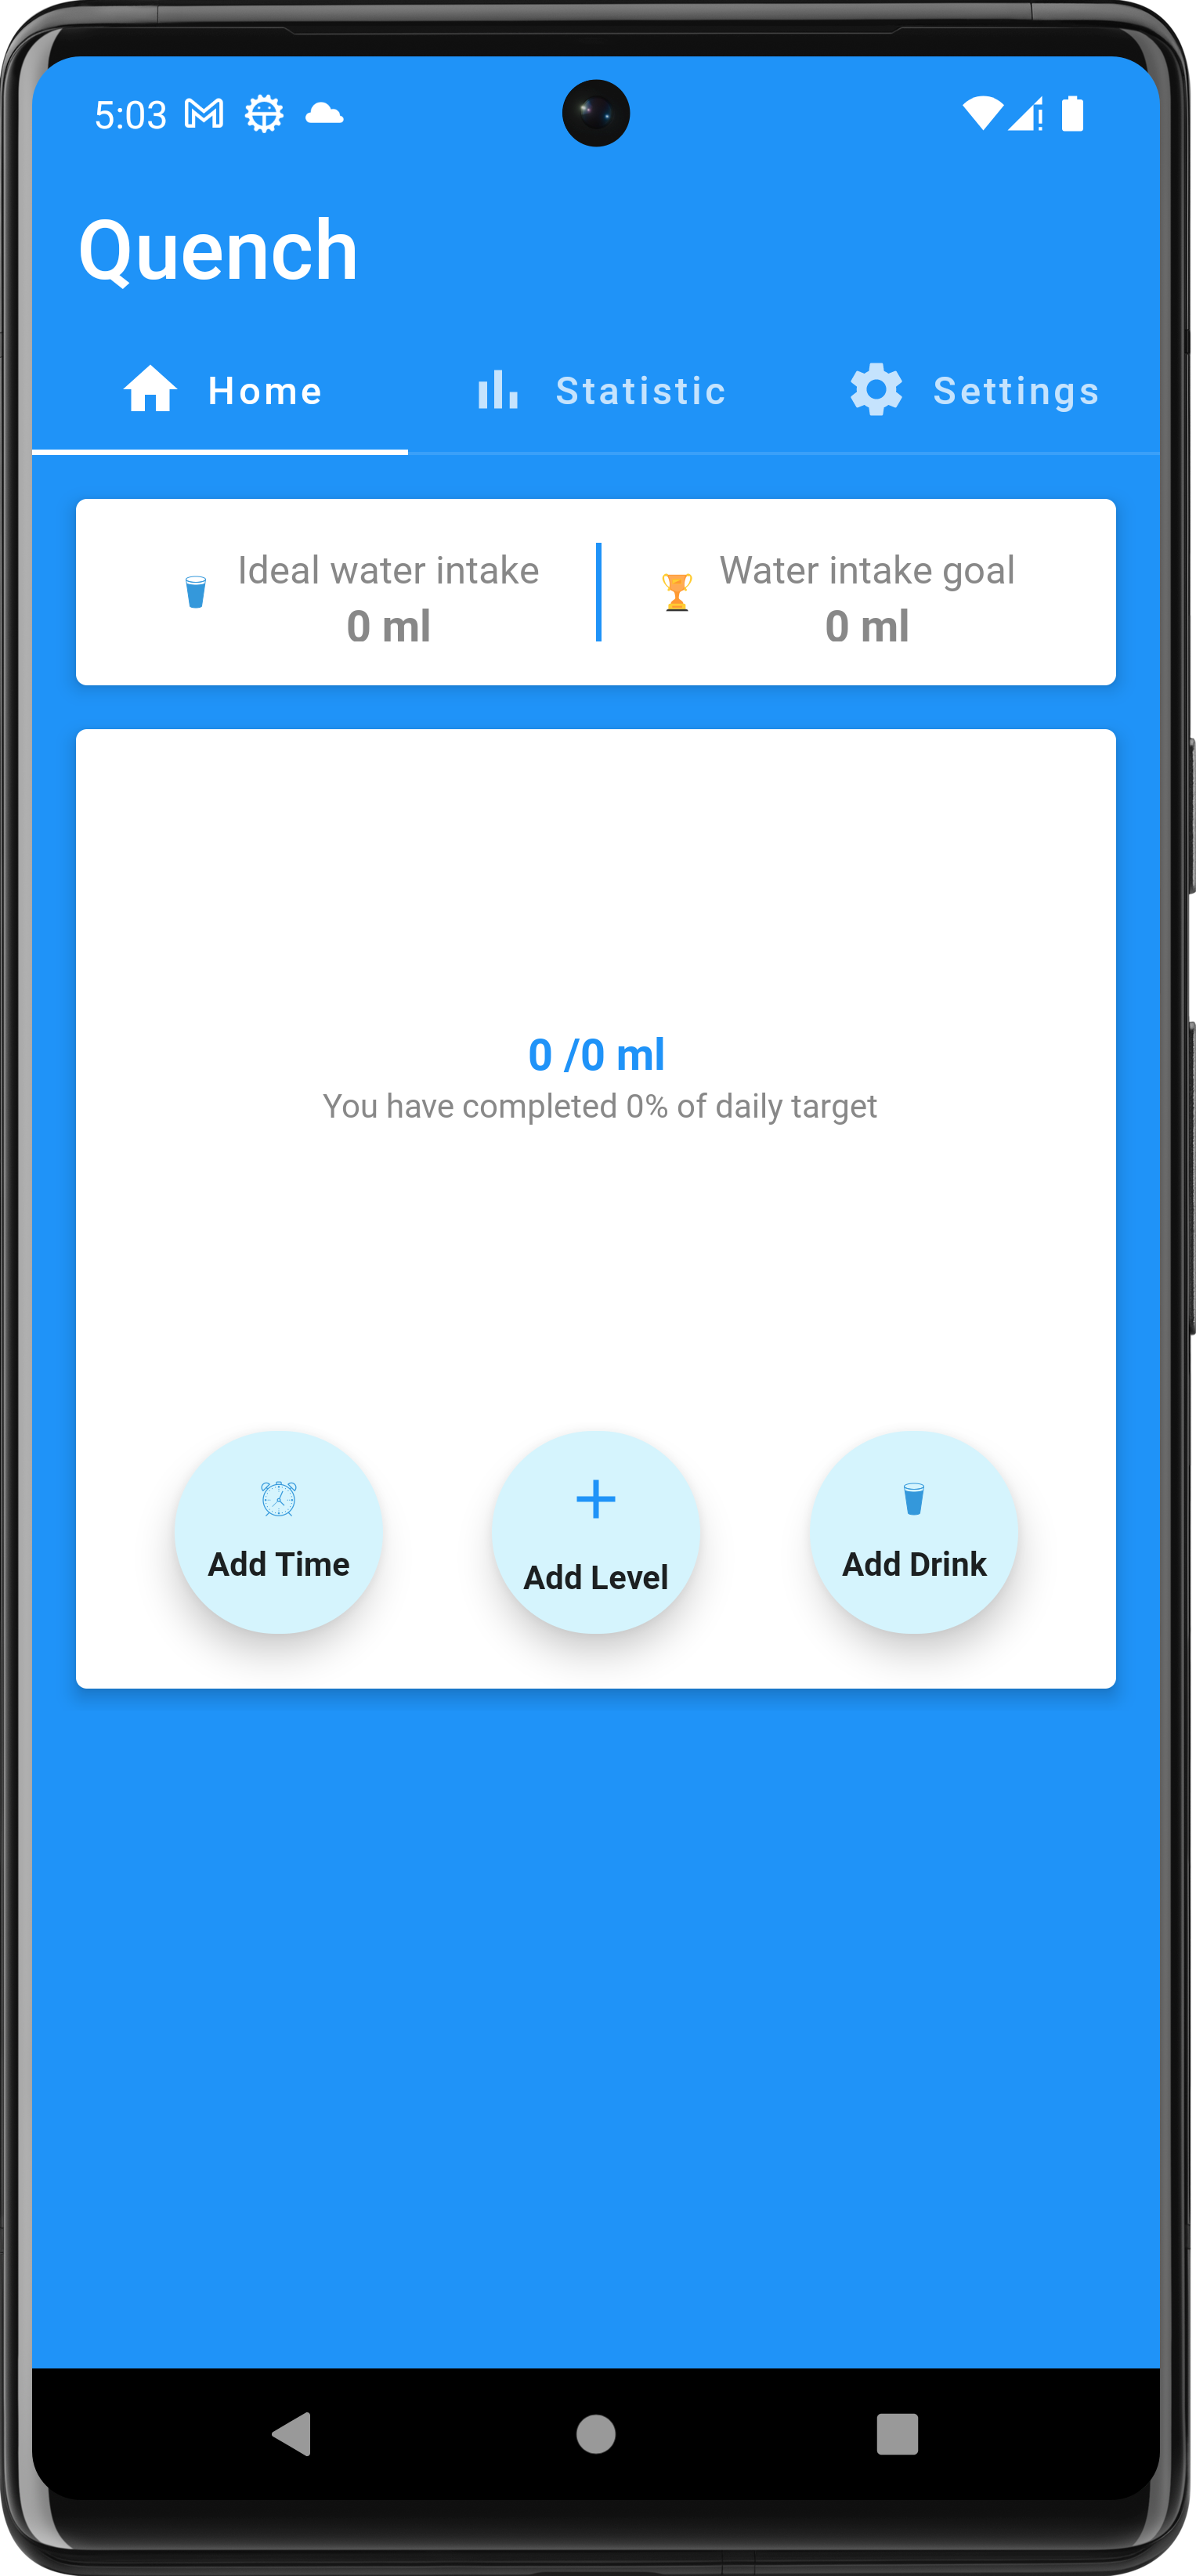 5:03
Quench
Home Statistic Settings
Ideal water intake Water intake goal
0 ml 0 ml
0 /0 ml
You have completed 0% of daily target
Add Time Add Level Add Drink